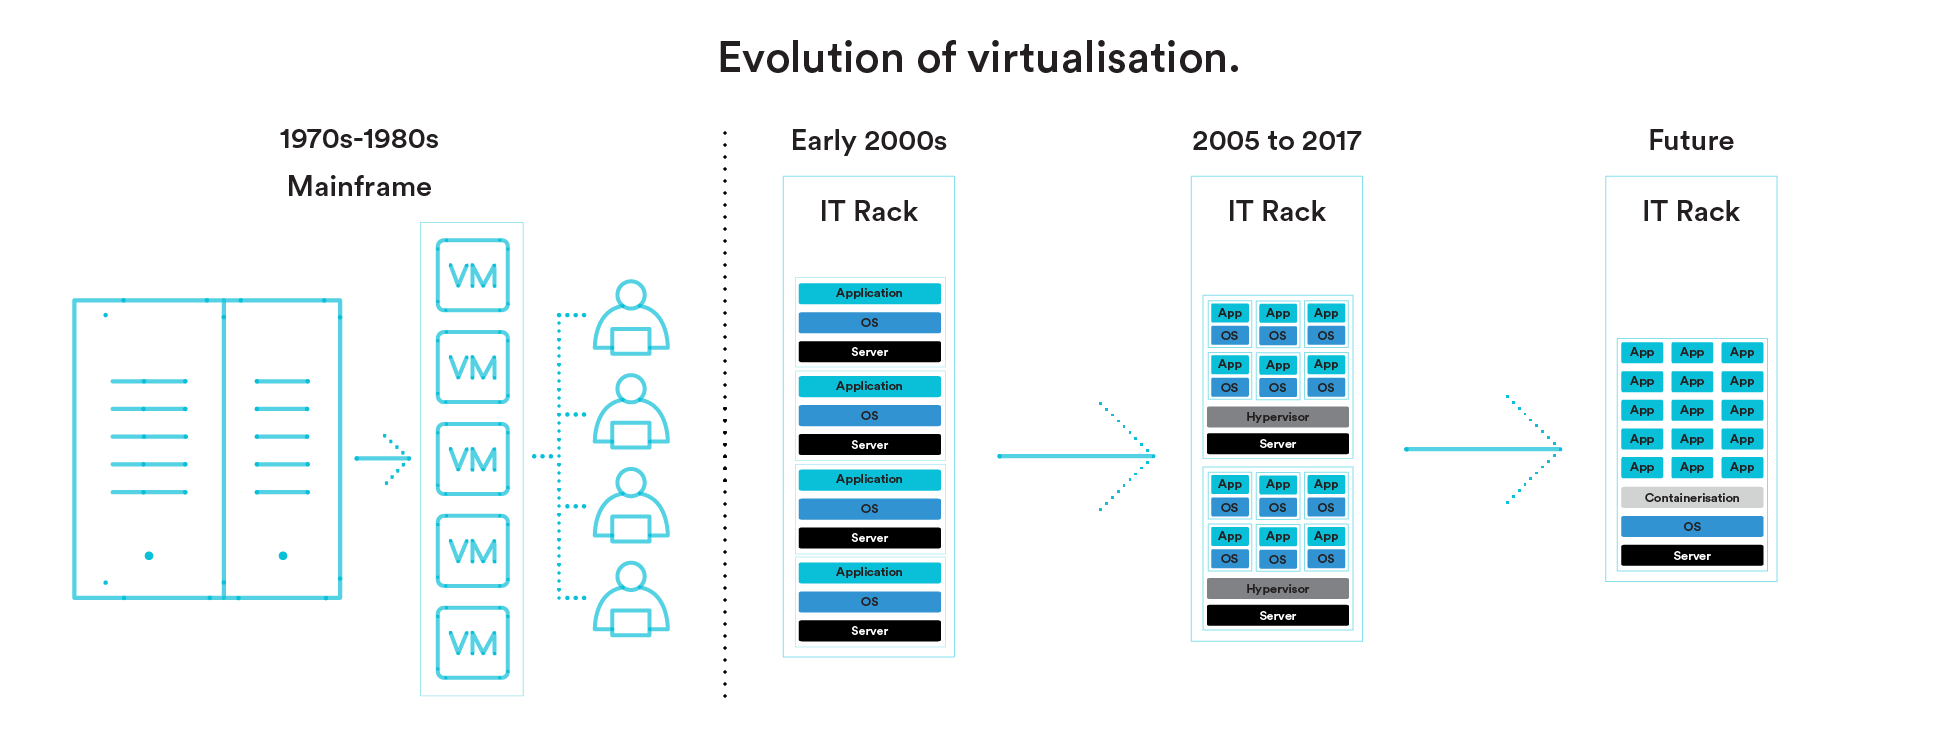 Evolution of virtualisation.
1970s-1980s
Mainframe
VM
VM
VM
VM
VM
Early 2000s
IT Rack
Application
OS
Server
Application
OS
Server
Application
OS
Server
Application
OS
Server
2005 to 2017
IT Rack
App App App
OS OS OS
App App App
OS OS OS
Hypervisor
Server
App App App
OS OS OS
App App App
OS OS OS
Hypervisor
Server
Future
IT Rack
App App App
App App App
App App App
App App App
App App App
Containerisation
OS
Server